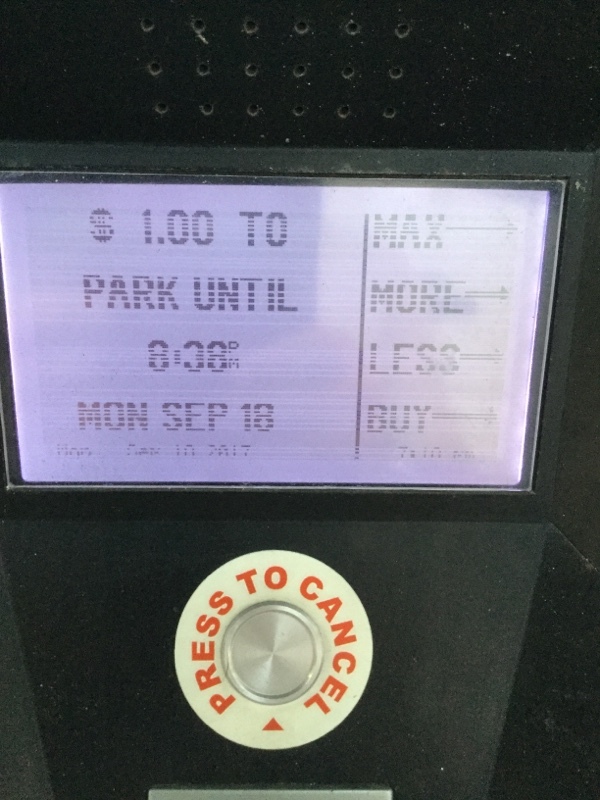 $ 1.00 TO
PARK UNTIL
MON SEP 18
MAX
MORE
LESS
BUY
PRESS TO CANCEL